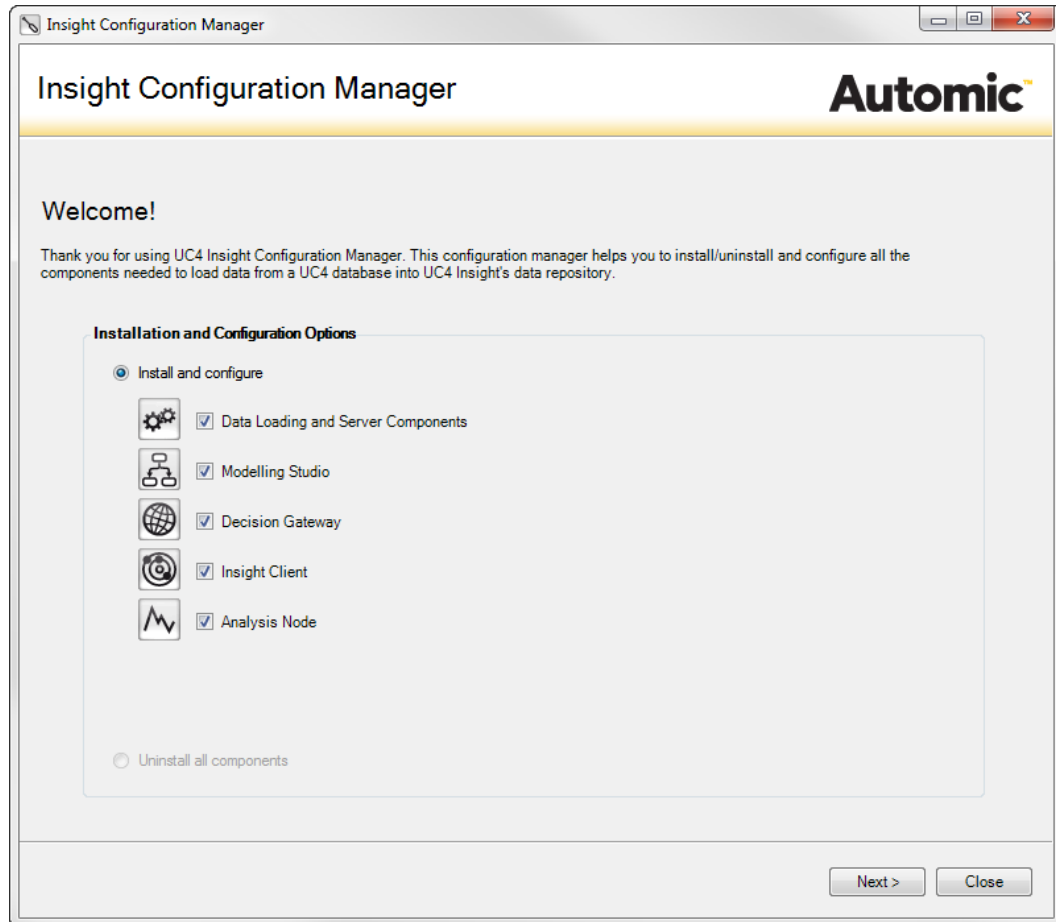 Insight Configuration Manager
Insight Configuration Manager
Automic™
Welcome!
Thank you for using UC4 Insight Configuration Manager. This configuration manager helps you to install/uninstall and configure all the
components needed to load data from a UC4 database into UC4 Insight's data repository.
Installation and Configuration Options
Install and configure
Data Loading and Server Components
Modelling Studio
Decision Gateway
Insight Client
Analysis Node
Uninstall all components
Next >
Close